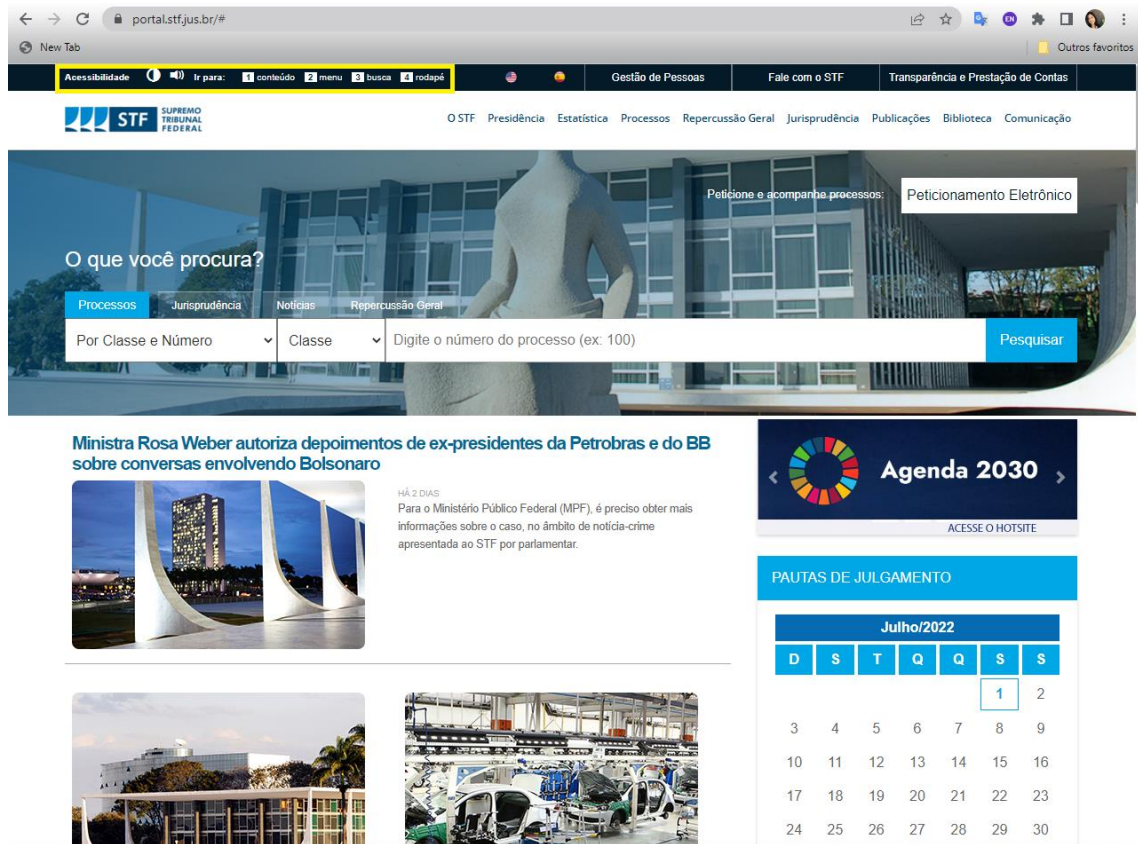 portal.stf.jus.br/#
EN
New Tab
Outros favoritos
Acessibilidade Ir para: 1 conteúdo 2 menu 3 busca 4 rodapé
Gestão de Pessoas Fale com o STF Transparência e Prestação de Contas
STF SUPREMO TRIBUNAL FEDERAL
O STF Presidência Estatística Processos Repercussão Geral Jurisprudência Publicações Biblioteca Comunicação
Peticione e acompanhe processos: Peticionamento Eletrônico
O que você procura?
Processos Jurisprudência Notícias Repercussão Geral
Por Classe e Número Classe Digite o número do processo (ex: 100) Pesquisar
Ministra Rosa Weber autoriza depoimentos de ex-presidentes da Petrobras e do BB
sobre conversas envolvendo Bolsonaro
HÁ 2 DIAS
Para o Ministério Público Federal (MPF), é preciso obter mais
informações sobre o caso, no âmbito de notícia-crime
apresentada ao STF por parlamentar.
Agenda 2030
ACESSE O HOTSITE
PAUTAS DE JULGAMENTO
Julho/2022
D S T Q Q S S
1 2
3 4 5 6 7 8 9
10 11 12 13 14 15 16
17 18 19 20 21 22 23
24 25 26 27 28 29 30